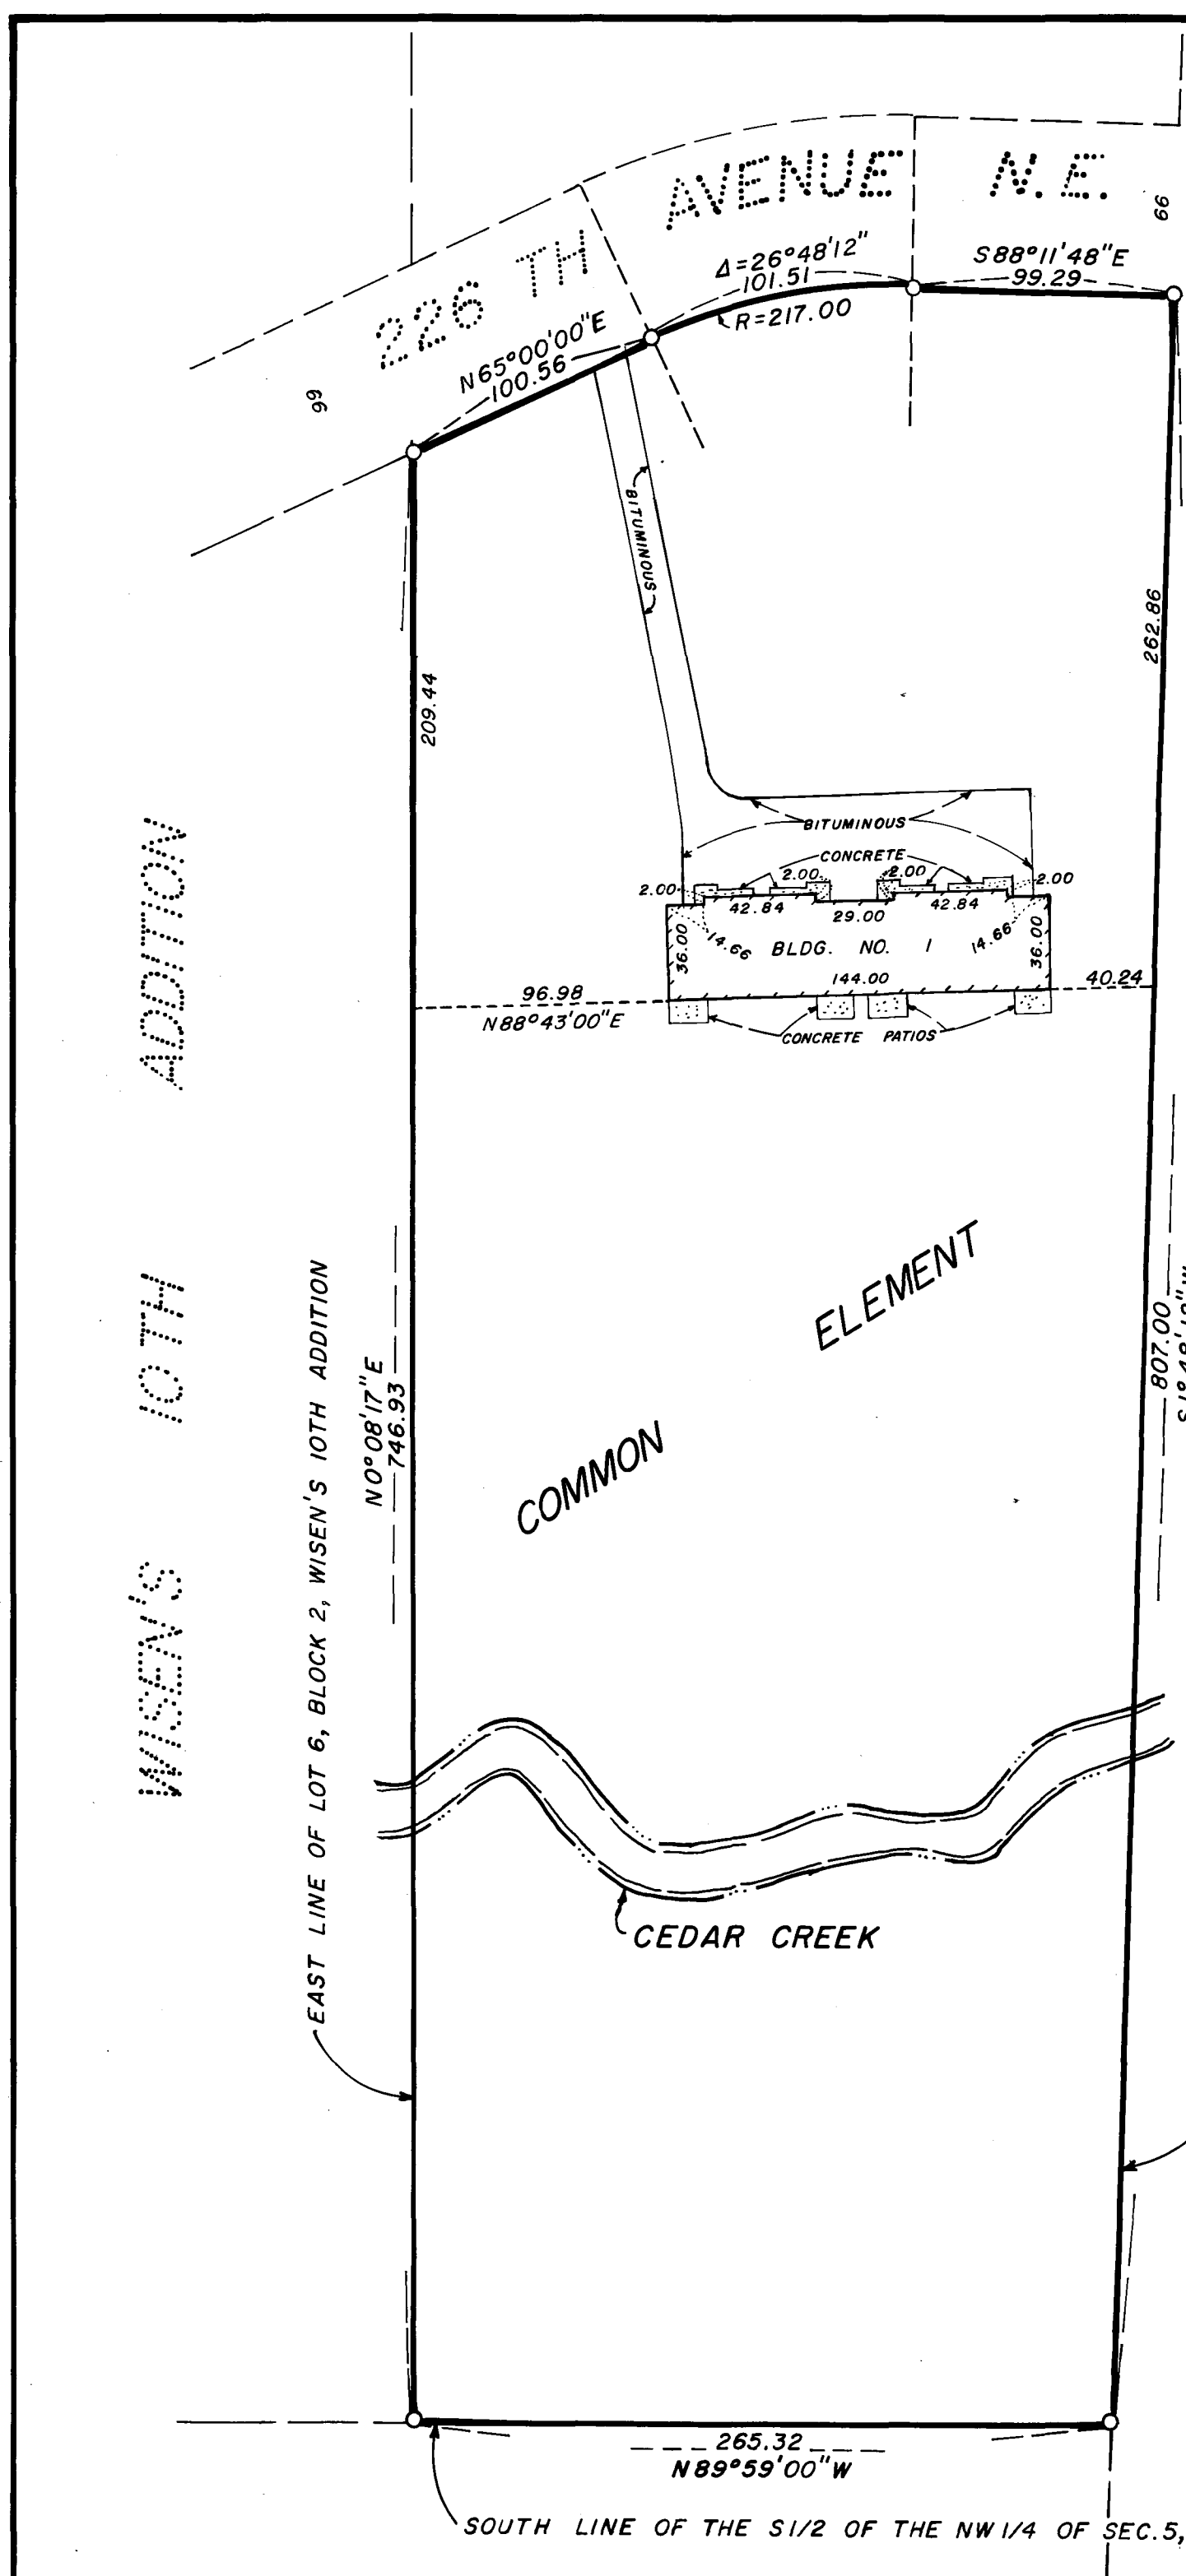 AVENUE N.E.
226 TH
66
66
Δ=26°48'12"
101.51
R=217.00
S88°11'48"E
99.29
N65°00'00"E
100.56
BITUMINOUS
209.44
262.86
BITUMINOUS
CONCRETE
2.00
2.00
2.00
2.00
42.84
29.00
42.84
36.00
14.66
BLDG. NO. 1
14.66
36.00
144.00
96.98
N88°43'00"E
40.24
CONCRETE PATIOS
WISEN'S 10TH ADDITION
EAST LINE OF LOT 6, BLOCK 2, WISEN'S 10TH ADDITION
N0°08'17"E
746.93
COMMON ELEMENT
807.00
CEDAR CREEK
265.32
N89°59'00"W
SOUTH LINE OF THE S1/2 OF THE NW1/4 OF SEC.5,